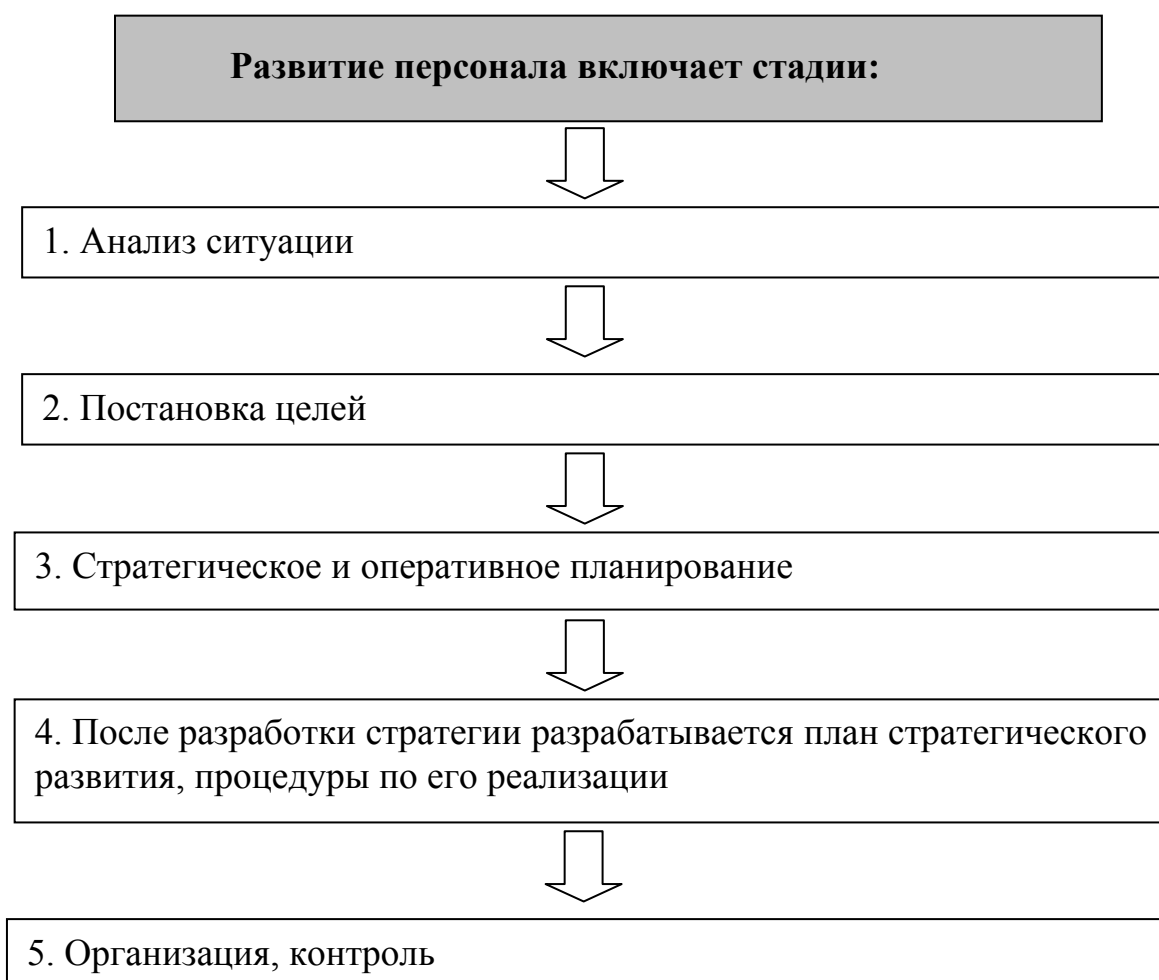 Развитие персонала включает стадии:
1. Анализ ситуации
2. Постановка целей
3. Стратегическое и оперативное планирование
4. После разработки стратегии разрабатывается план стратегического
развития, процедуры по его реализации
5. Организация, контроль